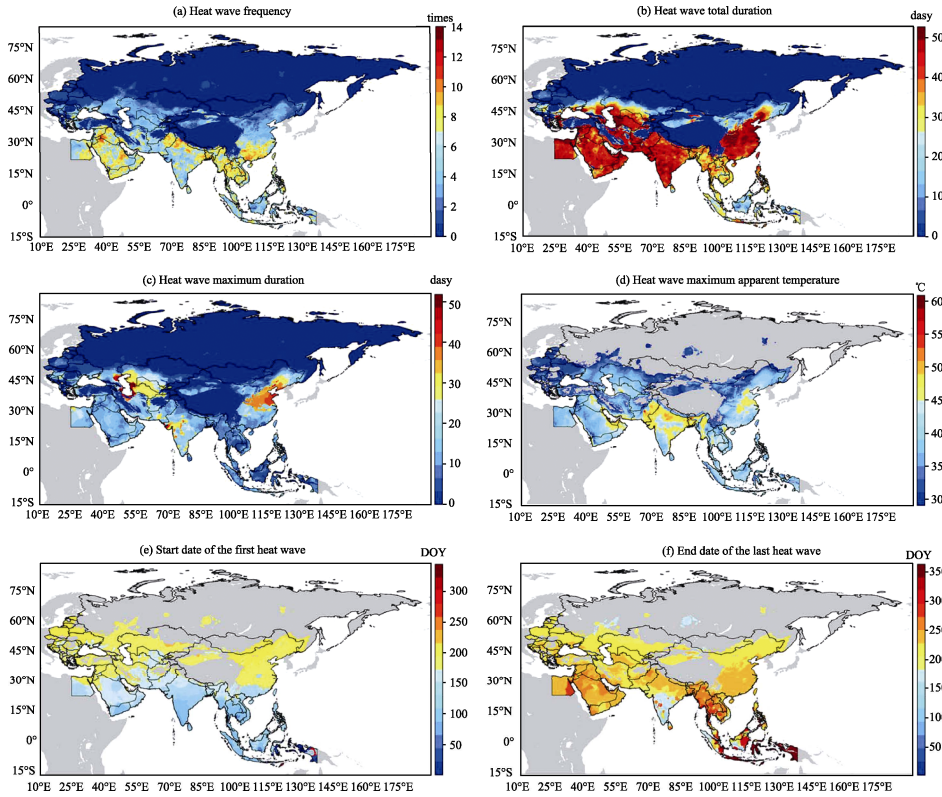 (a) Heat wave frequency
times
75°N
60°N
45°N
30°N
15°N
0°
15°S
10°E 25°E 40°E 55°E 70°E 85°E 100°E 115°E 130°E 145°E 160°E 175°E
14
12
10
8
6
4
2
0
(b) Heat wave total duration
dasy
75°N
60°N
45°N
30°N
15°N
0°
15°S
10°E 25°E 40°E 55°E 70°E 85°E 100°E 115°E 130°E 145°E 160°E 175°E
50
40
30
20
10
0
(c) Heat wave maximum duration
dasy
75°N
60°N
45°N
30°N
15°N
0°
15°S
10°E 25°E 40°E 55°E 70°E 85°E 100°E 115°E 130°E 145°E 160°E 175°E
50
40
30
20
10
0
(d) Heat wave maximum apparent temperature
℃
75°N
60°N
45°N
30°N
15°N
0°
15°S
10°E 25°E 40°E 55°E 70°E 85°E 100°E 115°E 130°E 145°E 160°E 175°E
60
55
50
45
40
35
30
(e) Start date of the first heat wave
DOY
75°N
60°N
45°N
30°N
15°N
0°
15°S
10°E 25°E 40°E 55°E 70°E 85°E 100°E 115°E 130°E 145°E 160°E 175°E
300
250
200
150
100
50
(f) End date of the last heat wave
DOY
75°N
60°N
45°N
30°N
15°N
0°
15°S
10°E 25°E 40°E 55°E 70°E 85°E 100°E 115°E 130°E 145°E 160°E 175°E
350
300
250
200
150
100
50